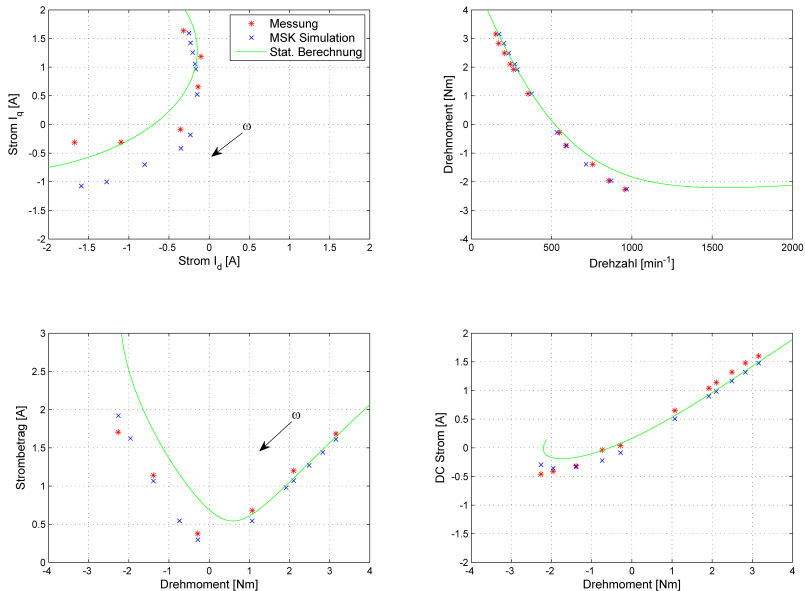 2
1.5
1
0.5
0
-0.5
-1
-1.5
-2
Strom Iq [A]
Messung
MSK Simulation
Stat. Berechnung
ω
-2 -1.5 -1 -0.5 0 0.5 1 1.5 2
Strom Id [A]
4
3
2
1
0
-1
-2
-3
-4
Drehmoment [Nm]
0 500 1000 1500 2000
Drehzahl [min-1]
3
2.5
2
1.5
1
0.5
0
Strombetrag [A]
ω
-4 -3 -2 -1 0 1 2 3 4
Drehmoment [Nm]
2
1.5
1
0.5
0
-0.5
-1
-1.5
-2
DC Strom [A]
-4 -3 -2 -1 0 1 2 3 4
Drehmoment [Nm]